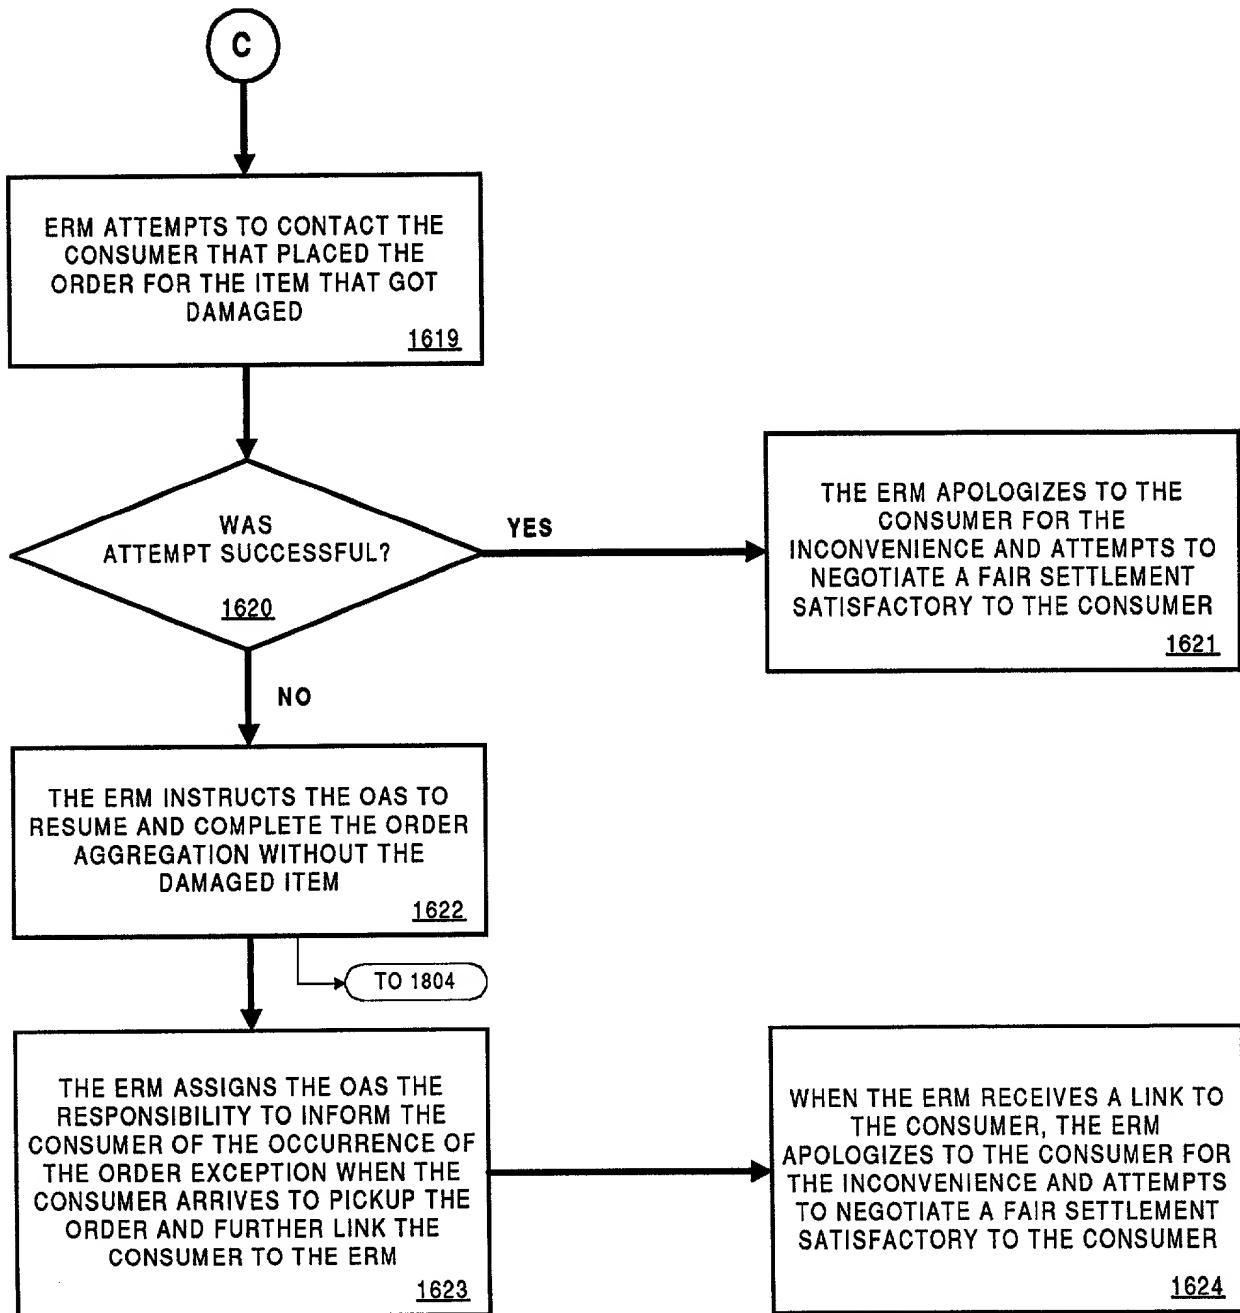 C
ERM ATTEMPTS TO CONTACT THE
CONSUMER THAT PLACED THE
ORDER FOR THE ITEM THAT GOT
DAMAGED
1619
WAS
ATTEMPT SUCCESSFUL?
1620
YES
THE ERM APOLOGIZES TO THE
CONSUMER FOR THE
INCONVENIENCE AND ATTEMPTS TO
NEGOTIATE A FAIR SETTLEMENT
SATISFACTORY TO THE CONSUMER
1621
NO
THE ERM INSTRUCTS THE OAS TO
RESUME AND COMPLETE THE ORDER
AGGREGATION WITHOUT THE
DAMAGED ITEM
1622
TO 1804
THE ERM ASSIGNS THE OAS THE
RESPONSIBILITY TO INFORM THE
CONSUMER OF THE OCCURRENCE OF
THE ORDER EXCEPTION WHEN THE
CONSUMER ARRIVES TO PICKUP THE
ORDER AND FURTHER LINK THE
CONSUMER TO THE ERM
1623
WHEN THE ERM RECEIVES A LINK TO
THE CONSUMER, THE ERM
APOLOGIZES TO THE CONSUMER FOR
THE INCONVENIENCE AND ATTEMPTS
TO NEGOTIATE A FAIR SETTLEMENT
SATISFACTORY TO THE CONSUMER
1624